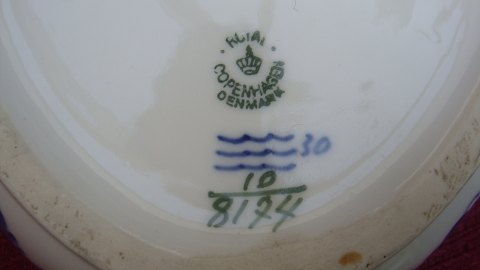 ROYAL
COPENHAGEN
DENMARK
30
10
8174